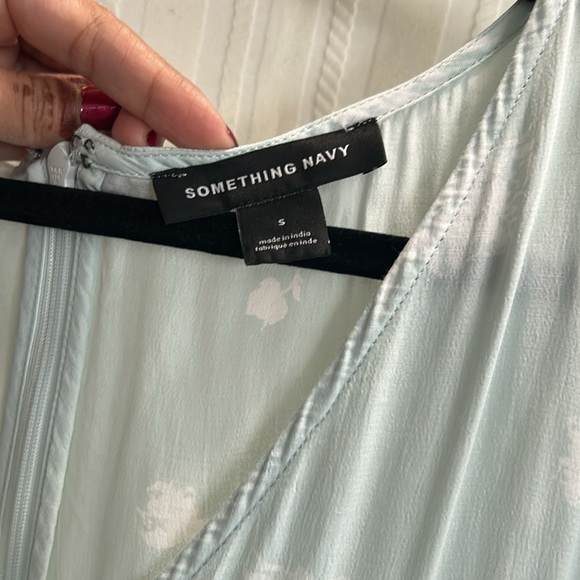 SOMETHING NAVY
S
made in india
fabriqué en inde